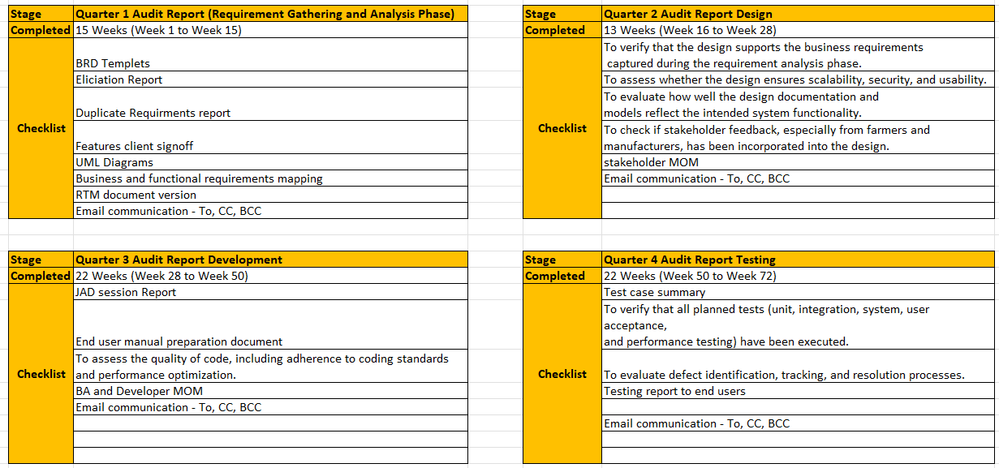 Stage Quarter 1 Audit Report (Requirement Gathering and Analysis Phase)
Completed 15 Weeks (Week 1 to Week 15)
Checklist
BRD Templets
Eliciation Report
Duplicate Requirments report
Features client signoff
UML Diagrams
Business and functional requirements mapping
RTM document version
Email communication - To, CC, BCC
Stage Quarter 2 Audit Report Design
Completed 13 Weeks (Week 16 to Week 28)
Checklist
To verify that the design supports the business requirements
captured during the requirement analysis phase.
To assess whether the design ensures scalability, security, and usability.
To evaluate how well the design documentation and
models reflect the intended system functionality.
To check if stakeholder feedback, especially from farmers and
manufacturers, has been incorporated into the design.
stakeholder MOM
Email communication - To, CC, BCC
Stage Quarter 3 Audit Report Development
Completed 22 Weeks (Week 28 to Week 50)
Checklist
JAD session Report
End user manual preparation document
To assess the quality of code, including adherence to coding standards
and performance optimization.
BA and Developer MOM
Email communication - To, CC, BCC
Stage Quarter 4 Audit Report Testing
Completed 22 Weeks (Week 50 to Week 72)
Checklist
Test case summary
To verify that all planned tests (unit, integration, system, user
acceptance,
and performance testing) have been executed.
To evaluate defect identification, tracking, and resolution processes.
Testing report to end users
Email communication - To, CC, BCC